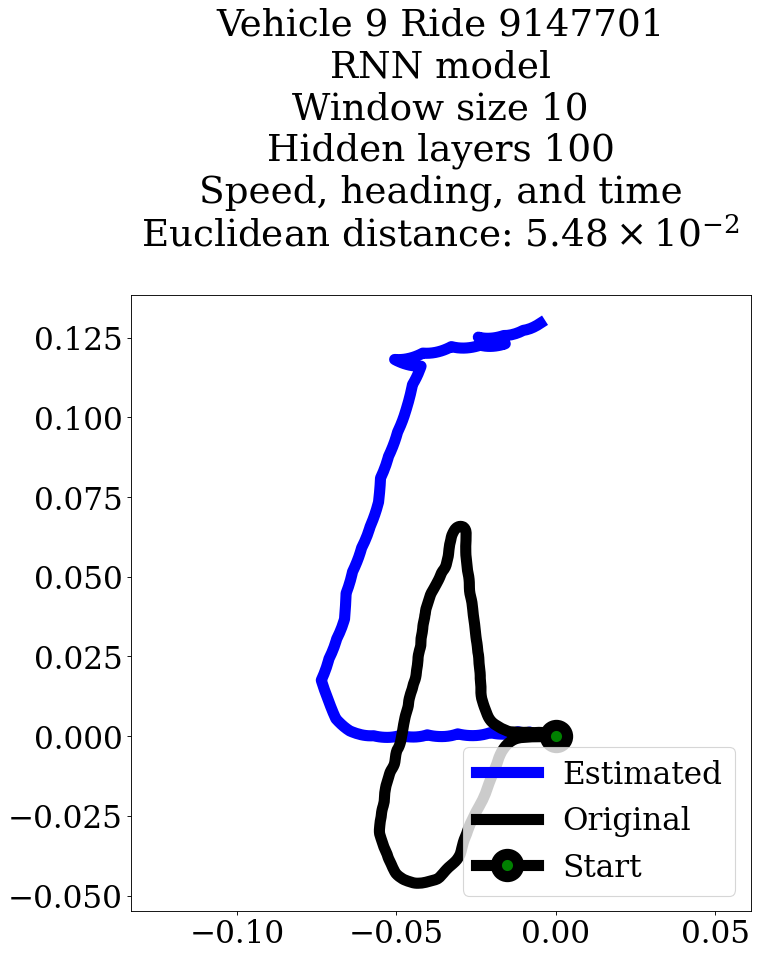 Vehicle 9 Ride 9147701
RNN model
Window size 10
Hidden layers 100
Speed, heading, and time
Euclidean distance: 5.48 × 10⁻²
0.125
0.100
0.075
0.050
0.025
0.000
−0.025
−0.050
Estimated
Original
Start
−0.10 −0.05 0.00 0.05